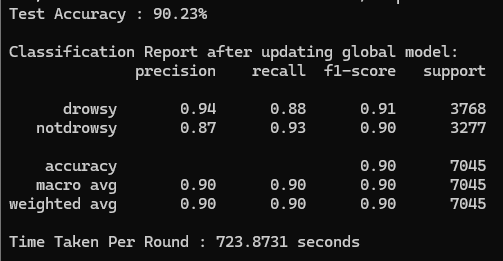 Test Accuracy : 90.23%
Classification Report after updating global model:
precision recall f1-score support
drowsy 0.94 0.88 0.91 3768
notdrowsy 0.87 0.93 0.90 3277
accuracy 0.90 7045
macro avg 0.90 0.90 0.90 7045
weighted avg 0.90 0.90 0.90 7045
Time Taken Per Round : 723.8731 seconds